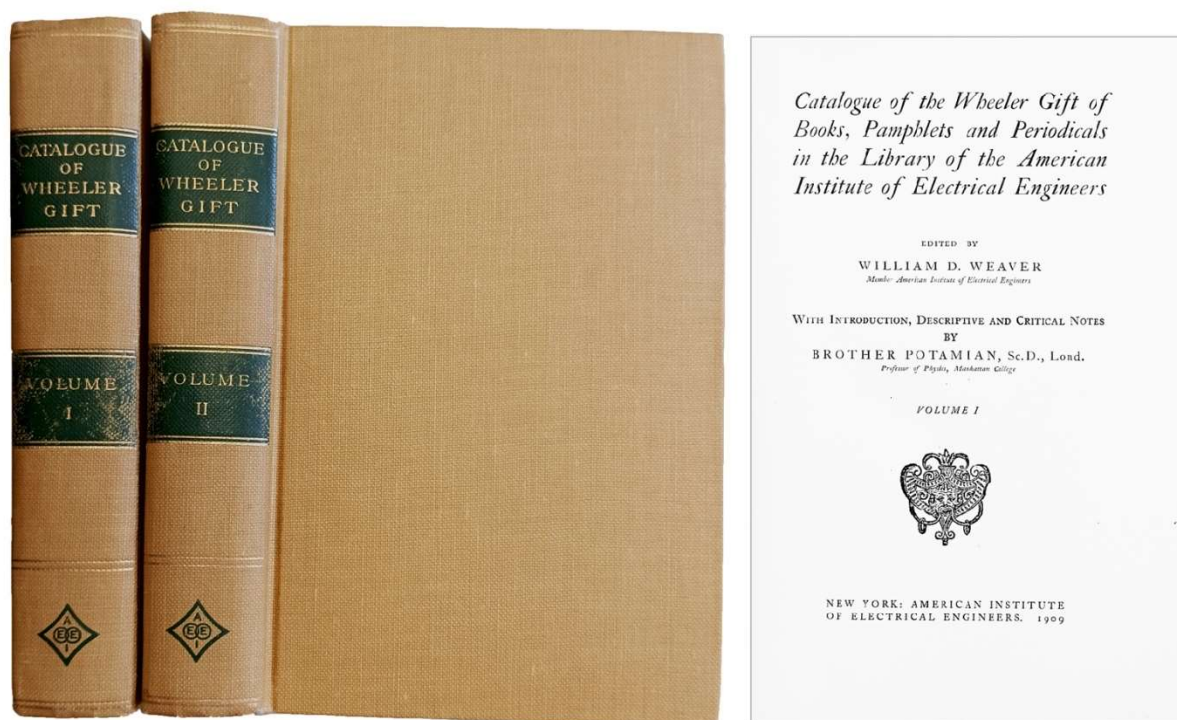 CATALOGUE
OF
WHEELER
GIFT
VOLUME
I
A
EE
I
CATALOGUE
OF
WHEELER
GIFT
VOLUME
II
A
EE
I
Catalogue of the Wheeler Gift of
Books, Pamphlets and Periodicals
in the Library of the American
Institute of Electrical Engineers
EDITED BY
WILLIAM D. WEAVER
Member American Institute of Electrical Engineers
WITH INTRODUCTION, DESCRIPTIVE AND CRITICAL NOTES
BY
BROTHER POTAMIAN, Sc.D., Lond.
Professor of Physics, Manhattan College
VOLUME I
NEW YORK: AMERICAN INSTITUTE
OF ELECTRICAL ENGINEERS. 1909